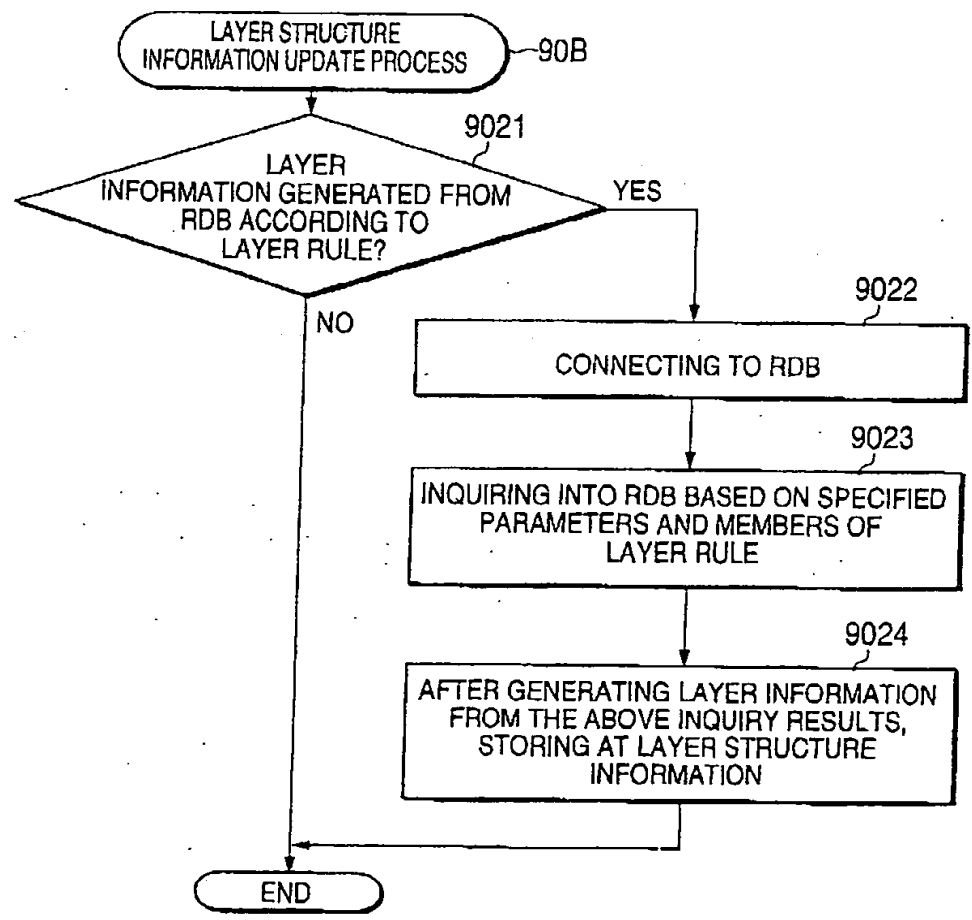 LAYER STRUCTURE
INFORMATION UPDATE PROCESS
90B
9021
LAYER
INFORMATION GENERATED FROM
RDB ACCORDING TO
LAYER RULE?
YES
NO
9022
CONNECTING TO RDB
9023
INQUIRING INTO RDB BASED ON SPECIFIED
PARAMETERS AND MEMBERS OF
LAYER RULE
9024
AFTER GENERATING LAYER INFORMATION
FROM THE ABOVE INQUIRY RESULTS,
STORING AT LAYER STRUCTURE
INFORMATION
END